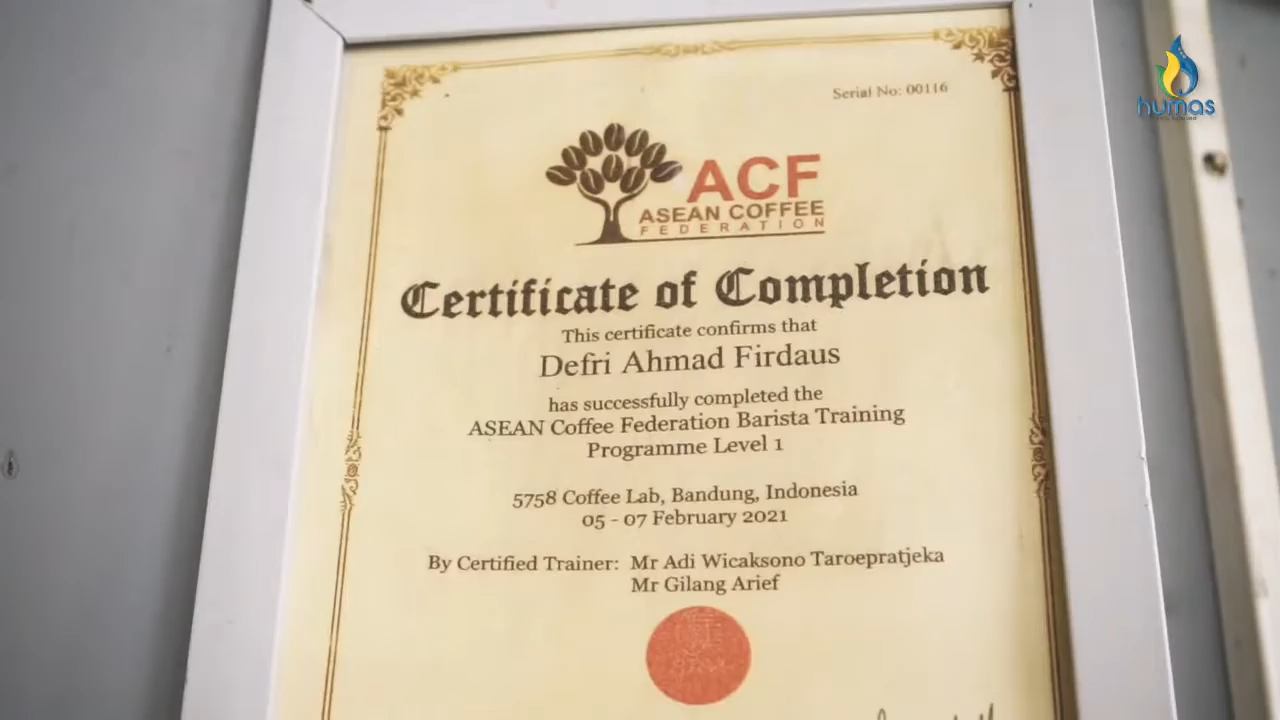 Serial No: 00116
humas
ACF
ASEAN COFFEE
FEDERATION
Certificate of Completion
This certificate confirms that
Defri Ahmad Firdaus
has successfully completed the
ASEAN Coffee Federation Barista Training
Programme Level 1
5758 Coffee Lab, Bandung, Indonesia
05 - 07 February 2021
By Certified Trainer: Mr Adi Wicaksono Taroepratjeka
Mr Gilang Arief